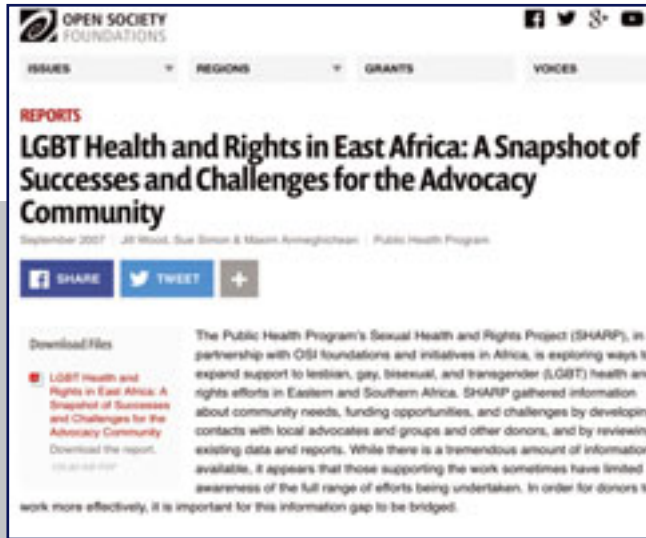 OPEN SOCIETY
FOUNDATIONS
ISSUES REGIONS GRANTS VOICES
REPORTS
LGBT Health and Rights in East Africa: A Snapshot of
Successes and Challenges for the Advocacy
Community
September 2007 Jill Wood, Sue Simon & Maxim Anmeghichean Public Health Program
SHARE TWEET +
Download Files
LGBT Health and
Rights in East Africa: A
Snapshot of Successes
and Challenges for the
Advocacy Community
Download the report.
The Public Health Program's Sexual Health and Rights Project (SHARP), in
partnership with OSI foundations and initiatives in Africa, is exploring ways t
expand support to lesbian, gay, bisexual, and transgender (LGBT) health an
rights efforts in Eastern and Southern Africa. SHARP gathered information
about community needs, funding opportunities, and challenges by developin
contacts with local advocates and groups and other donors, and by reviewing
existing data and reports. While there is a tremendous amount of information
available, it appears that those supporting the work sometimes have limited
awareness of the full range of efforts being undertaken. In order for donors t
work more effectively, it is important for this information gap to be bridged.